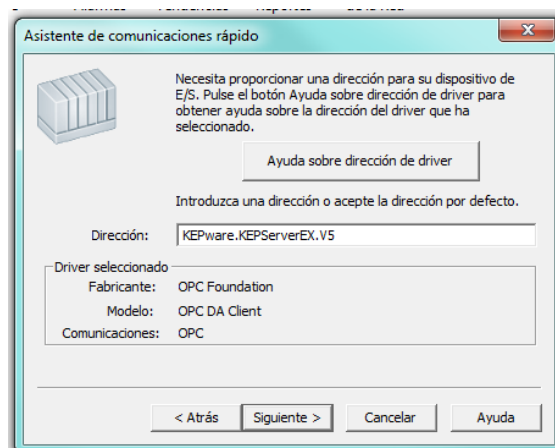 Asistente de comunicaciones rápido
Necesita proporcionar una dirección para su dispositivo de
E/S. Pulse el botón Ayuda sobre dirección de driver para
obtener ayuda sobre la dirección del driver que ha
seleccionado.
Ayuda sobre dirección de driver
Introduzca una dirección o acepte la dirección por defecto.
Dirección: KEPware.KEPServerEX.V5
Driver seleccionado
Fabricante: OPC Foundation
Modelo: OPC DA Client
Comunicaciones: OPC
< Atrás Siguiente > Cancelar Ayuda